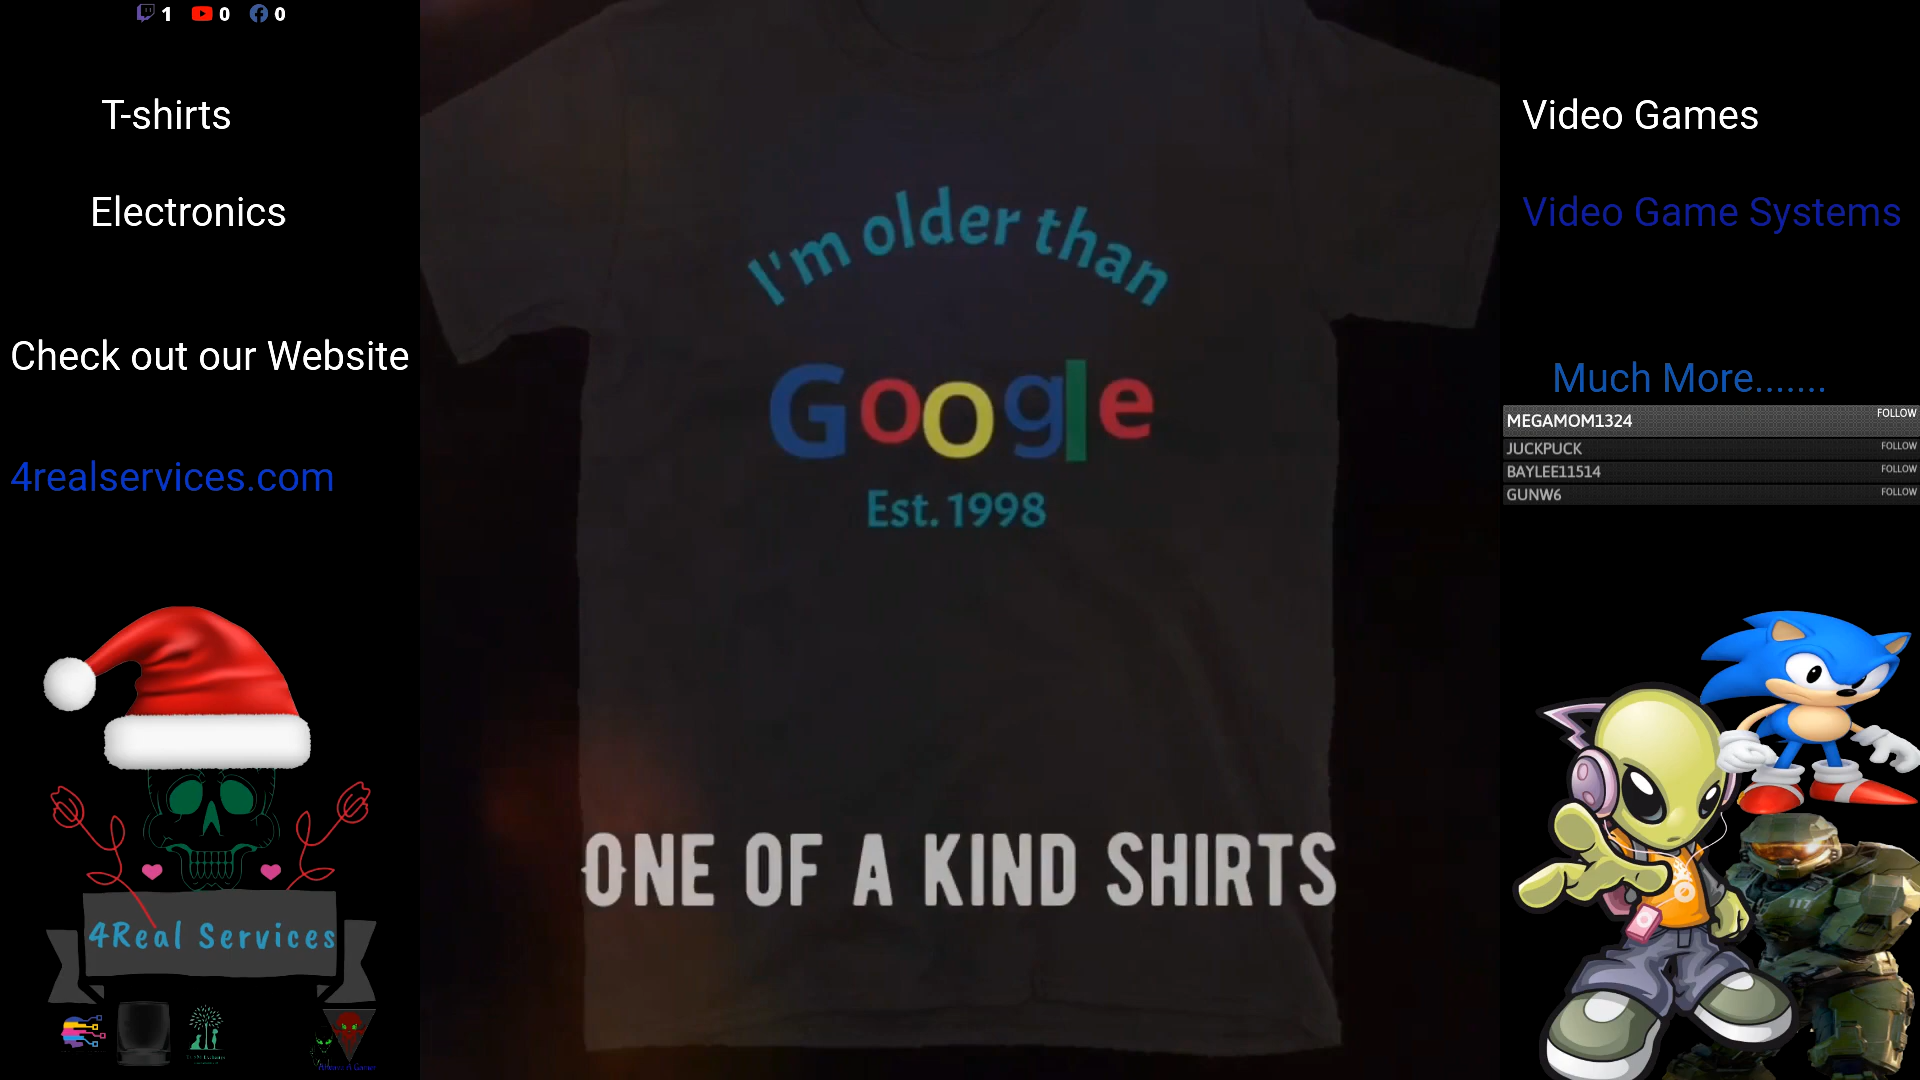 1 0 0
T-shirts
Electronics
Check out our Website
4realservices.com
4Real Services
I'm older than
Google
Est. 1998
ONE OF A KIND SHIRTS
Video Games
Video Game Systems
Much More.......
MEGAMOM1324 FOLLOW
JUCKPUCK FOLLOW
BAYLEE11514 FOLLOW
GUNW6 FOLLOW
117